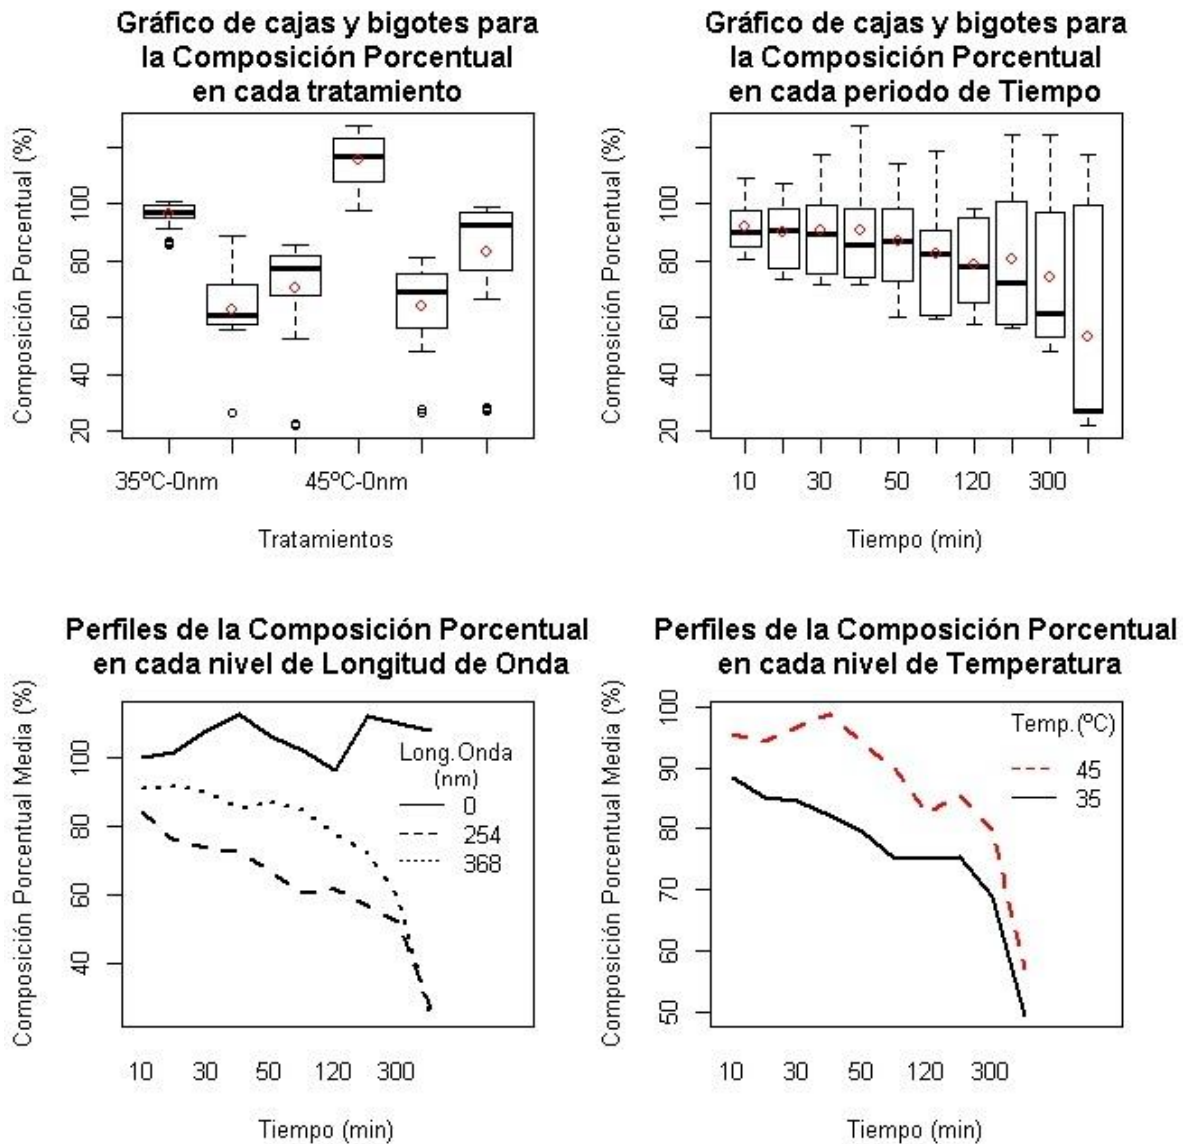 Gráfico de cajas y bigotes para
la Composición Porcentual
en cada tratamiento
Composición Porcentual (%)
100
80
60
40
20
35ºC-0nm
45ºC-0nm
Tratamientos
Gráfico de cajas y bigotes para
la Composición Porcentual
en cada periodo de Tiempo
Composición Porcentual (%)
100
80
60
40
20
10
30
50
120
300
Tiempo (min)
Perfiles de la Composición Porcentual
en cada nivel de Longitud de Onda
Composición Porcentual Media (%)
100
80
60
40
Long.Onda
(nm)
0
254
368
10
30
50
120
300
Tiempo (min)
Perfiles de la Composición Porcentual
en cada nivel de Temperatura
Composición Porcentual Media (%)
100
90
80
70
60
50
Temp.(ºC)
45
35
10
30
50
120
300
Tiempo (min)